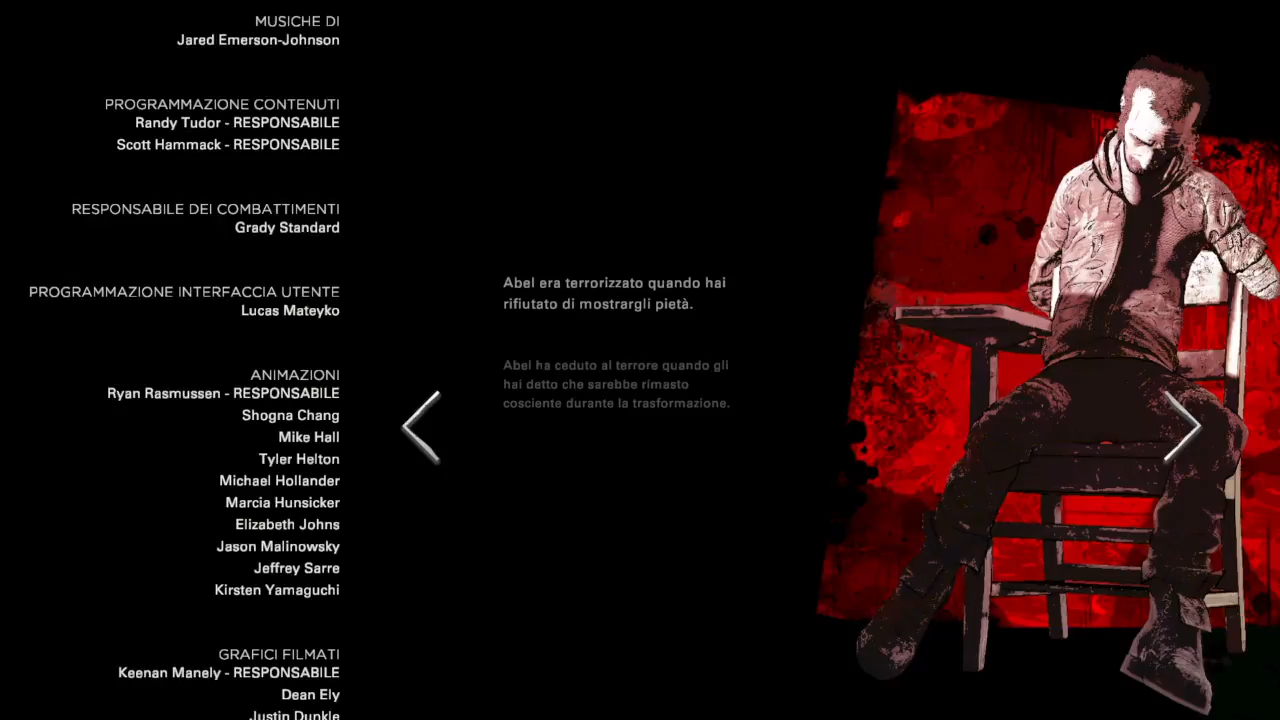 MUSICHE DI
Jared Emerson-Johnson
PROGRAMMAZIONE CONTENUTI
Randy Tudor - RESPONSABILE
Scott Hammack - RESPONSABILE
RESPONSABILE DEI COMBATTIMENTI
Grady Standard
PROGRAMMAZIONE INTERFACCIA UTENTE
Lucas Mateyko
ANIMAZIONI
Ryan Rasmussen - RESPONSABILE
Shogna Chang
Mike Hall
Tyler Helton
Michael Hollander
Marcia Hunsicker
Elizabeth Johns
Jason Malinowsky
Jeffrey Sarre
Kirsten Yamaguchi
GRAFICI FILMATI
Keenan Manely - RESPONSABILE
Dean Ely
Justin Dunkle
Abel era terrorizzato quando hai
rifiutato di mostrargli pietà.
Abel ha ceduto al terrore quando gli
hai detto che sarebbe rimasto
cosciente durante la trasformazione.